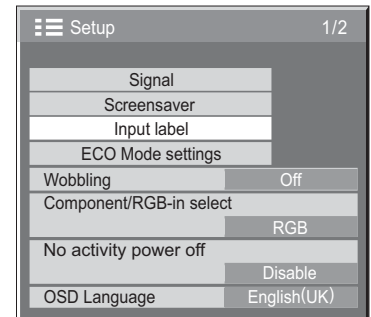 Setup 1/2
Signal
Screensaver
Input label
ECO Mode settings
Wobbling Off
Component/RGB-in select
RGB
No activity power off
Disable
OSD Language English(UK)